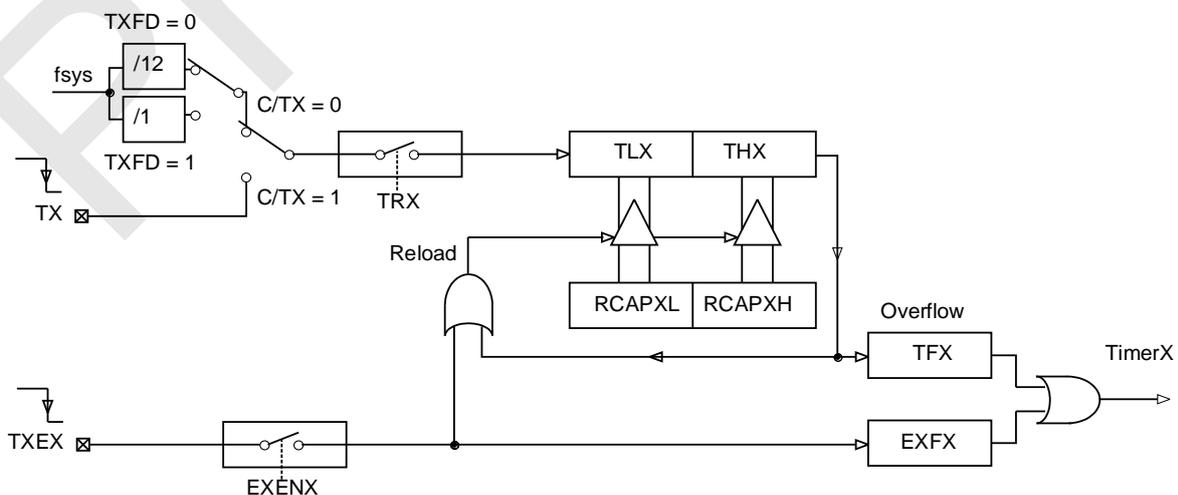 TXFD = 0
/12
fsys
C/TX = 0
/1
TXFD = 1
TLX THX
TX
C/TX = 1
TRX
Reload
RCAPXL RCAPXH
Overflow
TFX
TimerX
TXEX
EXFX
EXENX